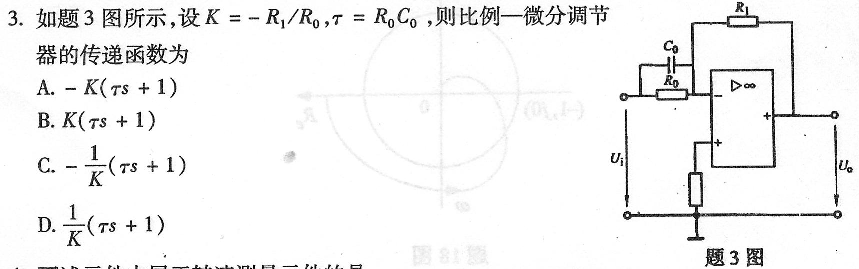 3. 如题3图所示,设K = - R₁/R₀,τ = R₀C₀ ,则比例—微分调节
器的传递函数为
A. - K(τs + 1)
B. K(τs + 1)
C. - 1/K (τs + 1)
D. 1/K (τs + 1)
R₁
C₀
R₀
▷∞
-
+
+
Uᵢ
Uₒ
题3图